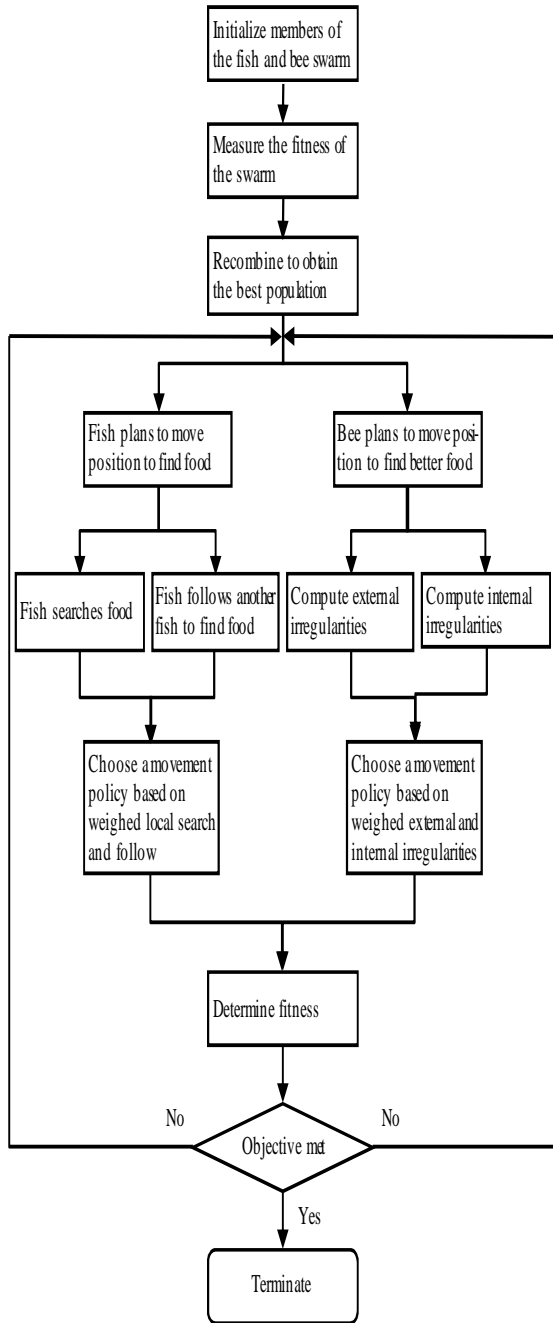 Initialize members of
the fish and bee swarm
Measure the fitness of
the swarm
Recombine to obtain
the best population
Fish plans to move
position to find food
Bee plans to move posi-
tion to find better food
Fish searches food
Fish follows another
fish to find food
Compute external
irregularities
Compute internal
irregularities
Choose a movement
policy based on
weighed local search
and follow
Choose a movement
policy based on
weighed external and
internal irregularities
Determine fitness
No
Objective met
No
Yes
Terminate